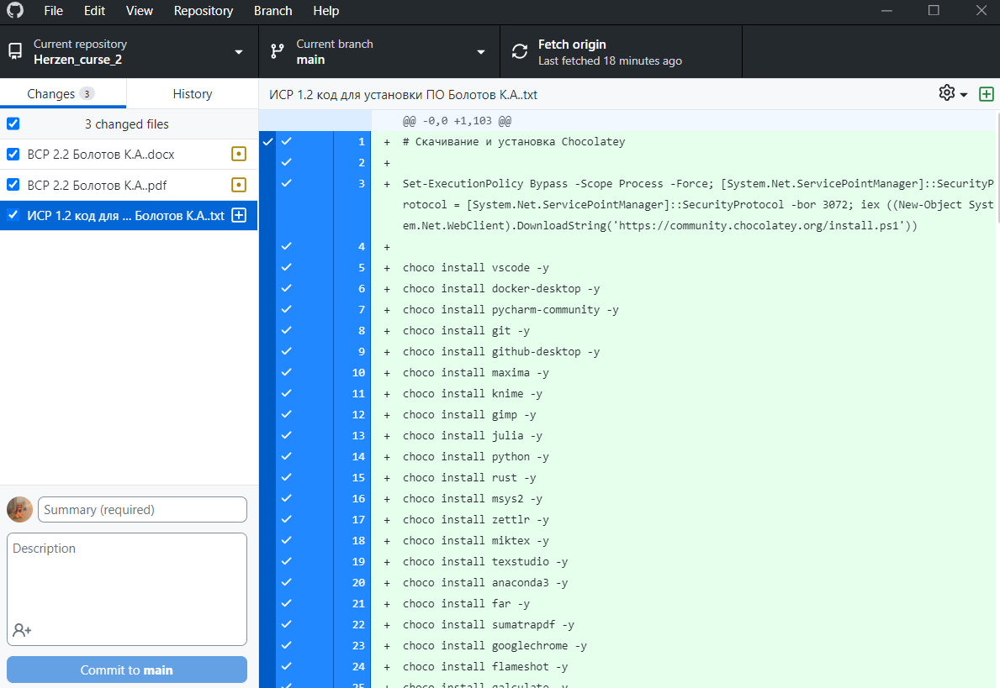 File Edit View Repository Branch Help
Current repository
Herzen_curse_2
Current branch
main
Fetch origin
Last fetched 18 minutes ago
Changes 3
History
3 changed files
ВСР 2.2 Болотов К.А..docx
ВСР 2.2 Болотов К.А..pdf
ИСР 1.2 код для ... Болотов К.А..txt
Summary (required)
Description
Commit to main
ИСР 1.2 код для установки ПО Болотов К.А..txt
@@ -0,0 +1,103 @@
1 + # Скачивание и установка Chocolatey
2 +
3 + Set-ExecutionPolicy Bypass -Scope Process -Force; [System.Net.ServicePointManager]::SecurityP
rotocol = [System.Net.ServicePointManager]::SecurityProtocol -bor 3072; iex ((New-Object Syst
em.Net.WebClient).DownloadString('https://community.chocolatey.org/install.ps1'))
4 +
5 + choco install vscode -y
6 + choco install docker-desktop -y
7 + choco install pycharm-community -y
8 + choco install git -y
9 + choco install github-desktop -y
10 + choco install maxima -y
11 + choco install knime -y
12 + choco install gimp -y
13 + choco install julia -y
14 + choco install python -y
15 + choco install rust -y
16 + choco install msys2 -y
17 + choco install zettlr -y
18 + choco install miktex -y
19 + choco install texstudio -y
20 + choco install anaconda3 -y
21 + choco install far -y
22 + choco install sumatrapdf -y
23 + choco install googlechrome -y
24 + choco install flameshot -y
25 + choco install qalculate -y